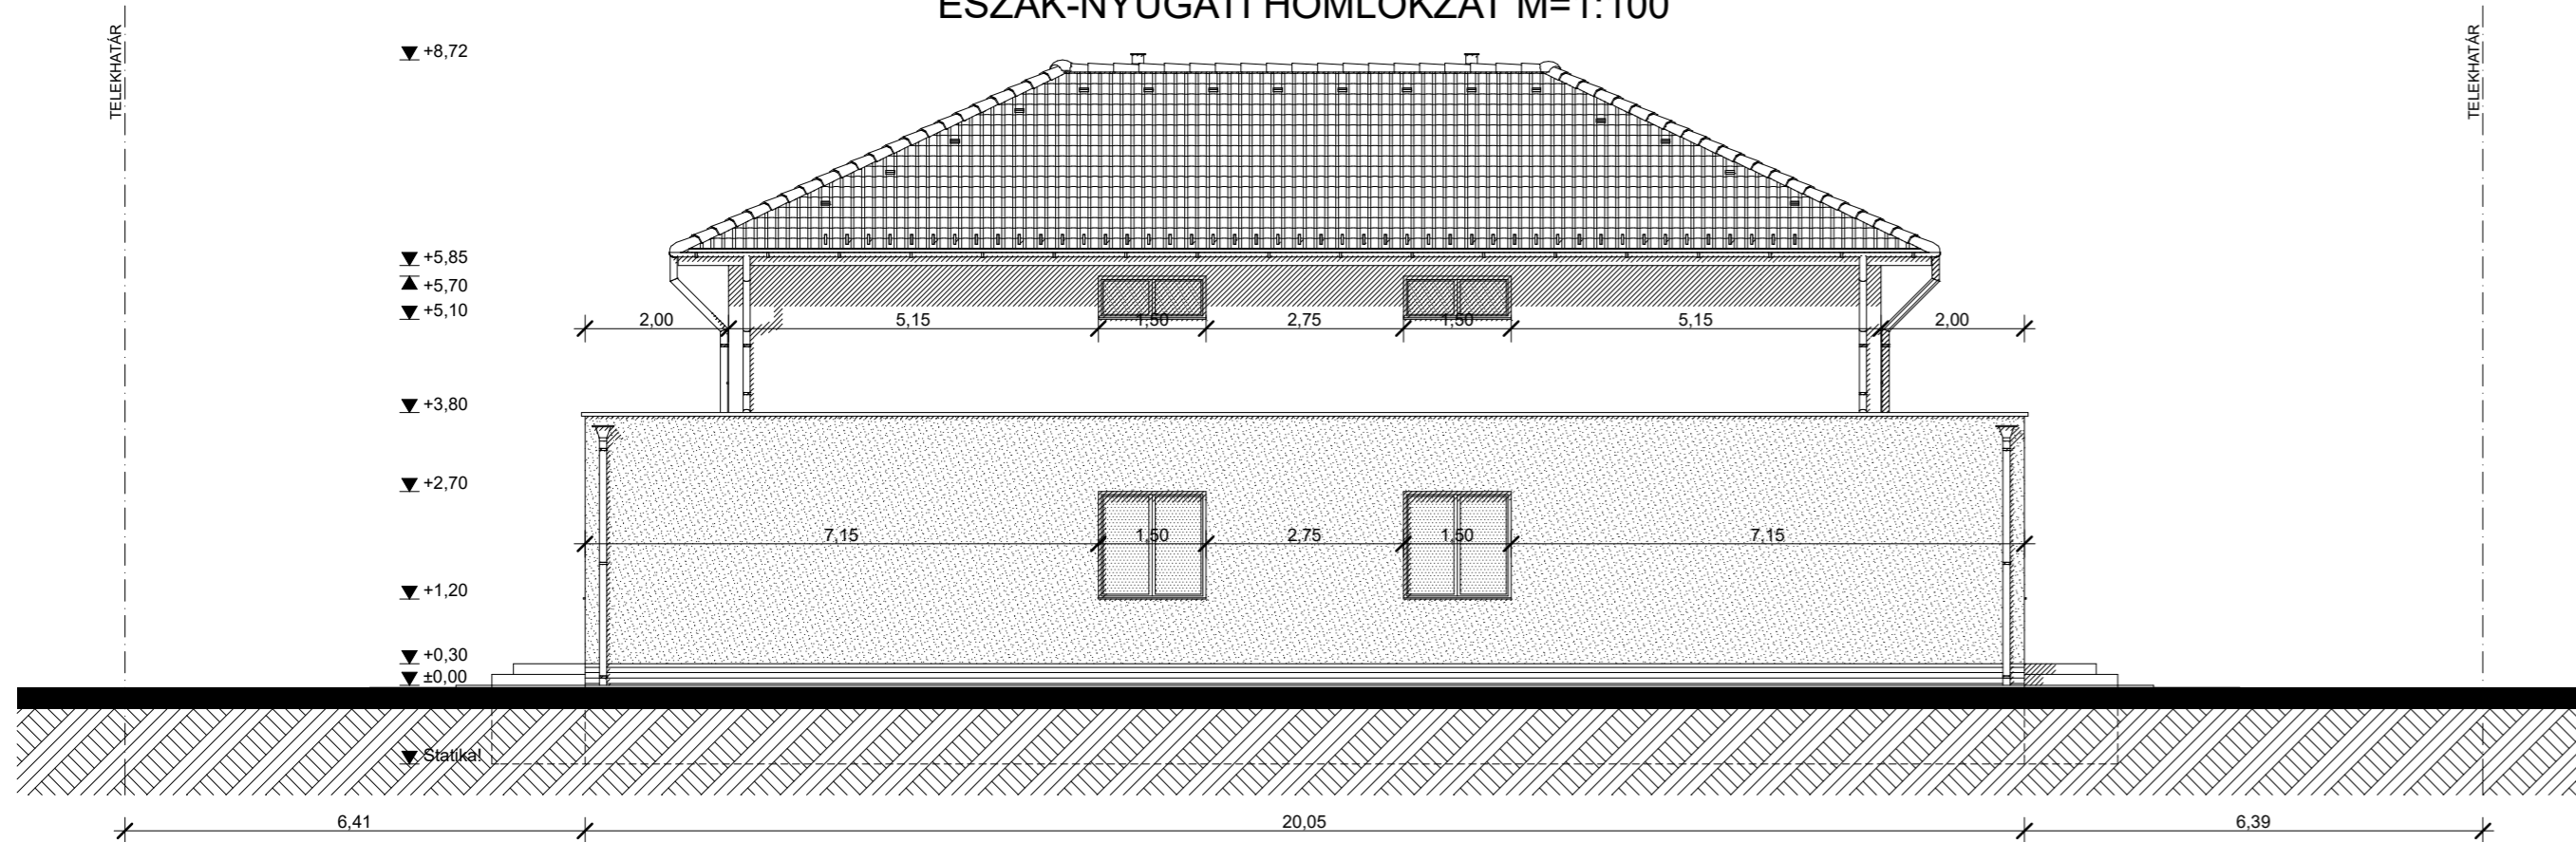 ÉSZAK-NYUGATI HOMLOKZAT M=1:100
TELEKHATÁR
TELEKHATÁR
+8,72
+5,85
+5,70
+5,10
2,00 5,15 1,50 2,75 1,50 5,15 2,00
+3,80
+2,70
7,15 1,50 2,75 1,50 7,15
+1,20
+0,30
±0,00
Statika!
6,41 20,05 6,39